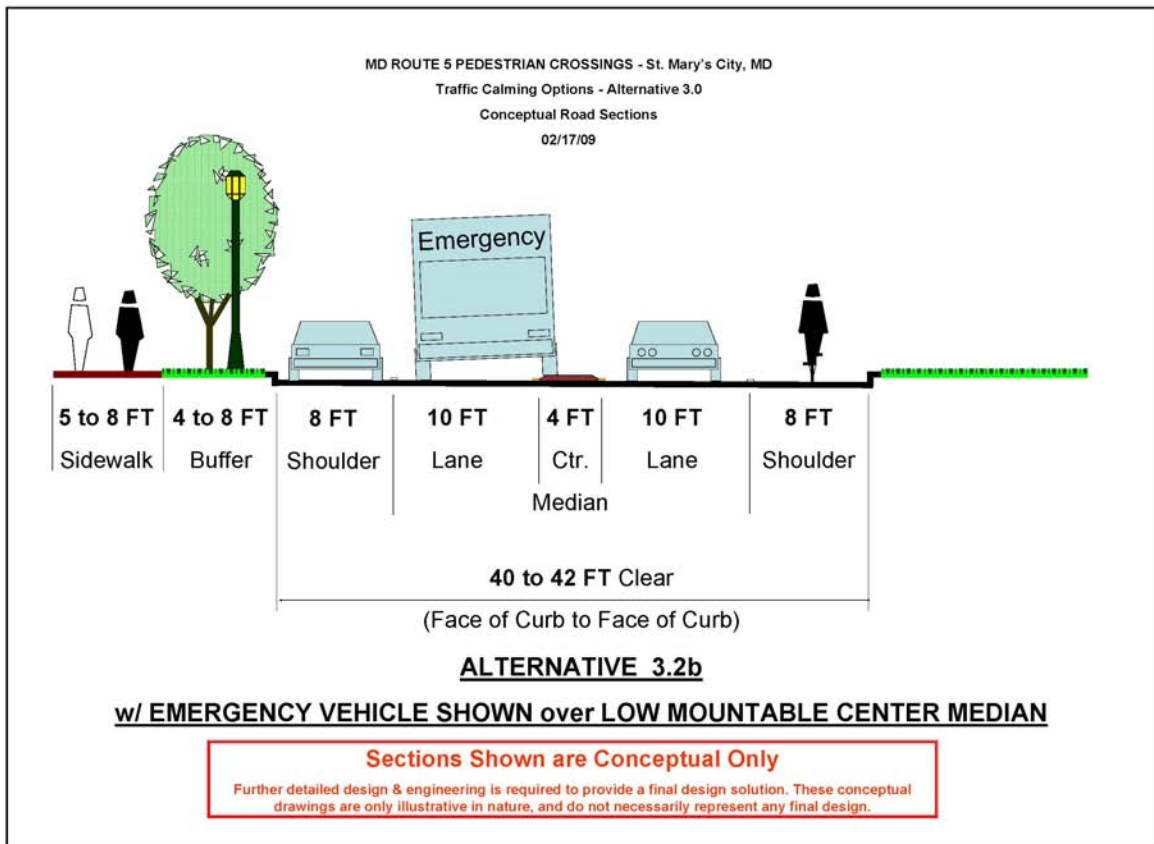 MD ROUTE 5 PEDESTRIAN CROSSINGS - St. Mary's City, MD
Traffic Calming Options - Alternative 3.0
Conceptual Road Sections
02/17/09
Emergency
5 to 8 FT 4 to 8 FT 8 FT 10 FT 4 FT 10 FT 8 FT
Sidewalk Buffer Shoulder Lane Ctr. Lane Shoulder
Median
40 to 42 FT Clear
(Face of Curb to Face of Curb)
ALTERNATIVE 3.2b
w/ EMERGENCY VEHICLE SHOWN over LOW MOUNTABLE CENTER MEDIAN
Sections Shown are Conceptual Only
Further detailed design & engineering is required to provide a final design solution. These conceptual
drawings are only illustrative in nature, and do not necessarily represent any final design.